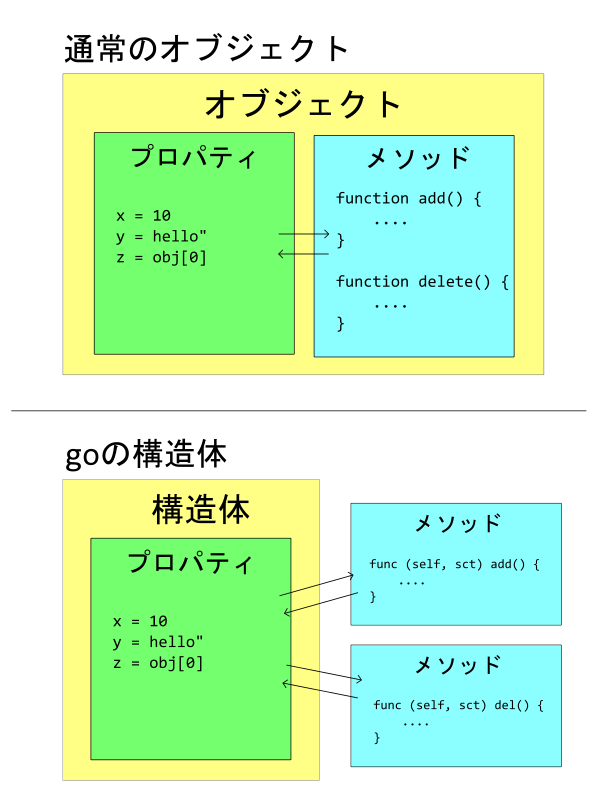 通常のオブジェクト
オブジェクト
プロパティ
x = 10
y = hello"
z = obj[0]
メソッド
function add() {
....
}
function delete() {
....
}
goの構造体
構造体
プロパティ
x = 10
y = hello"
z = obj[0]
メソッド
func (self, sct) add() {
....
}
メソッド
func (self, sct) del() {
....
}